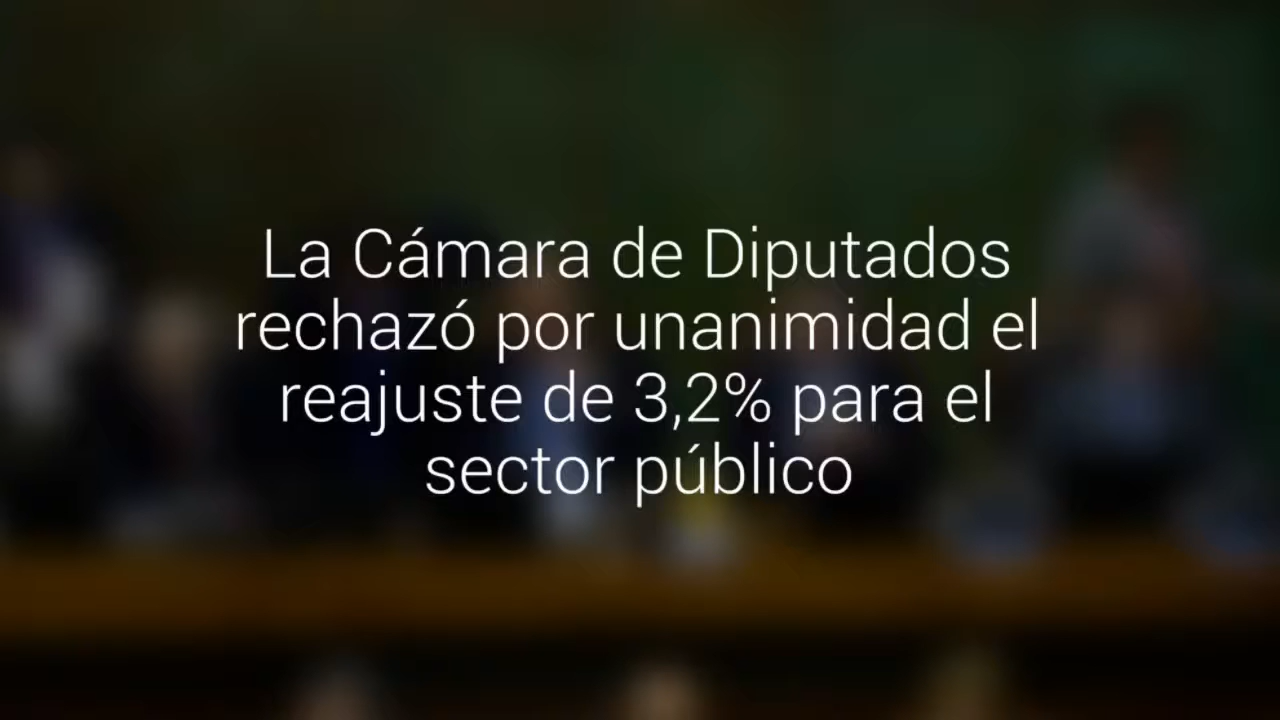 La Cámara de Diputados
rechazó por unanimidad el
reajuste de 3,2% para el
sector público